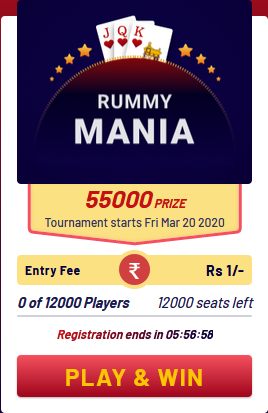 J Q K
RUMMY
MANIA
55000 PRIZE
Tournament starts Fri Mar 20 2020
Entry Fee ₹ Rs 1/-
0 of 12000 Players 12000 seats left
Registration ends in 05:56:58
PLAY & WIN